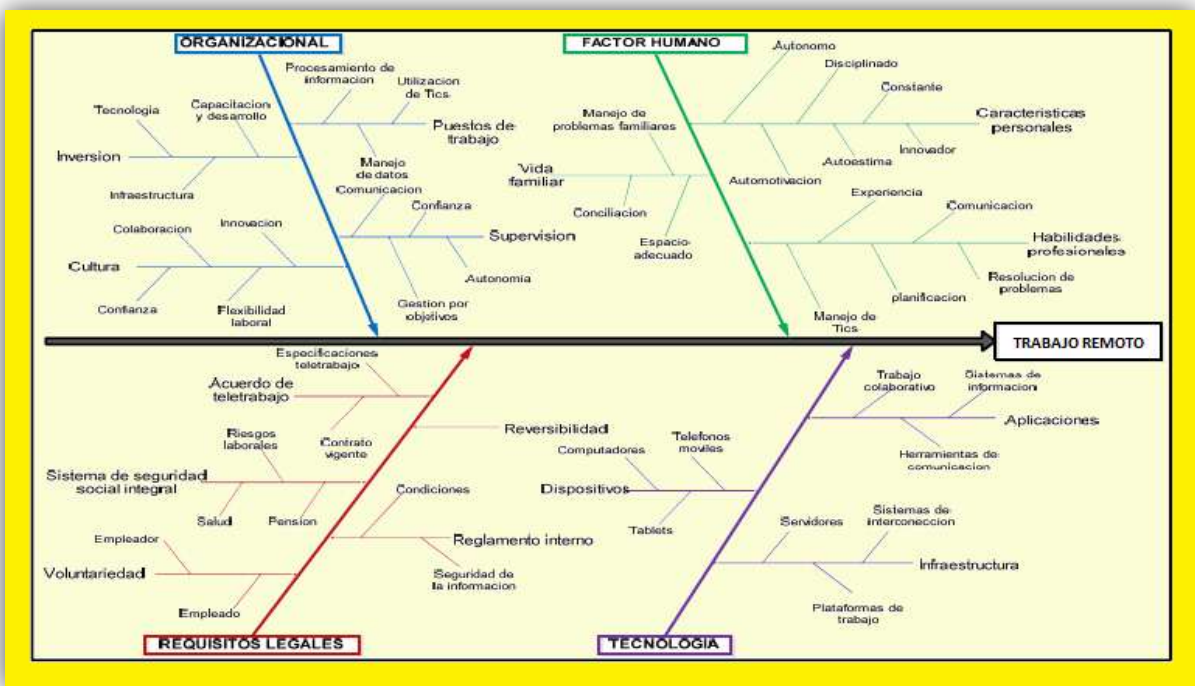 ORGANIZACIONAL
Procesamiento de
informacion
Utilizacion
de Tics.
Puestos de
trabajo
Manejo
de datos
Tecnologia
Capacitacion
y desarrollo
Inversion
Infraestructura
Comunicacion
Confianza
Supervision
Autonomia
Gestion por
objetivos
Colaboracion
Innovacion
Cultura
Confianza
Flexibilidad
laboral
FACTOR HUMANO
Autonomo
Disciplinado
Constante
Caracteristicas
personales
Innovador
Autoestima
Automotivacion
Manejo de
problemas familiares
Vida
familiar
Conciliacion
Espacio
adecuado
Experiencia
Comunicacion
Habilidades
profesionales
Resolucion de
problemas
planificacion
Manejo de
Tics.
TRABAJO REMOTO
Especificaciones
teletrabajo
Acuerdo de
teletrabajo
Contrato
vigente
Reversibilidad
Riesgos
laborales
Sistema de seguridad
social integral
Salud
Pension
Condiciones
Reglamento interno
Seguridad de
la informacion
Empleador
Voluntariedad
Empleado
REQUISITOS LEGALES
Trabajo
colaborativo
Sistemas de
informacion
Aplicaciones
Herramientas de
comunicacion
Computadores
Telefonos
moviles
Dispositivos
Tablets
Servidores
Sistemas de
interconeccion
Infraestructura
Plataformas de
trabajo
TECNOLOGIA